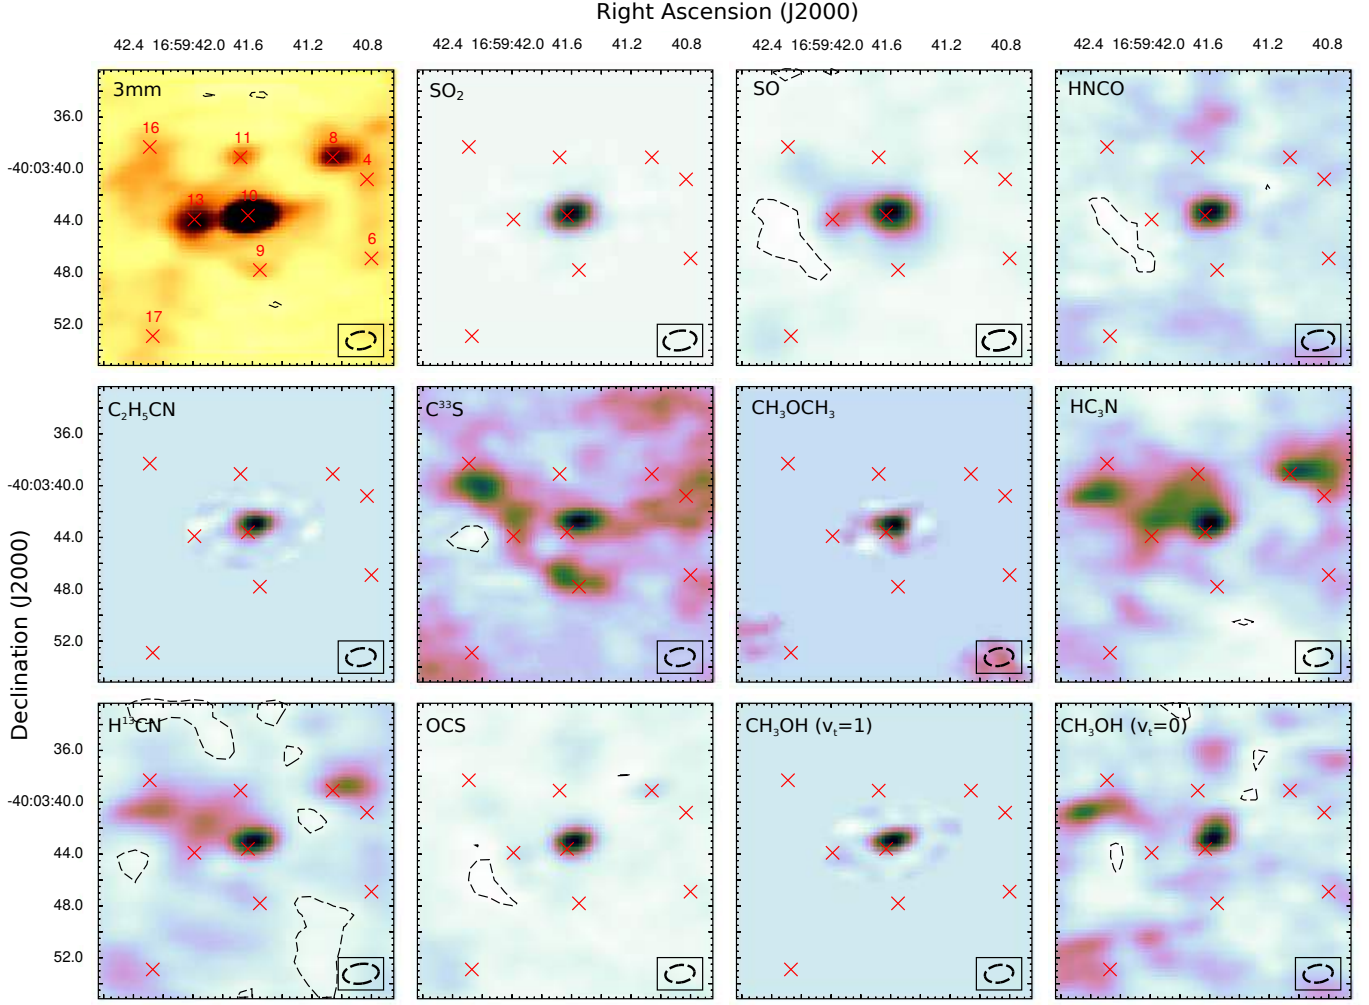 Right Ascension (J2000)
42.4 16:59:42.0 41.6 41.2 40.8 42.4 16:59:42.0 41.6 41.2 40.8 42.4 16:59:42.0 41.6 41.2 40.8 42.4 16:59:42.0 41.6 41.2 40.8
3mm SO₂ SO HNCO
36.0
16 11 8
4
-40:03:40.0
13 10
44.0
9 6
48.0
17
52.0
C₂H₅CN C³³S CH₃OCH₃ HC₃N
36.0
-40:03:40.0
44.0
48.0
52.0
Declination (J2000)
H¹³CN OCS CH₃OH (vₜ=1) CH₃OH (vₜ=0)
36.0
-40:03:40.0
44.0
48.0
52.0